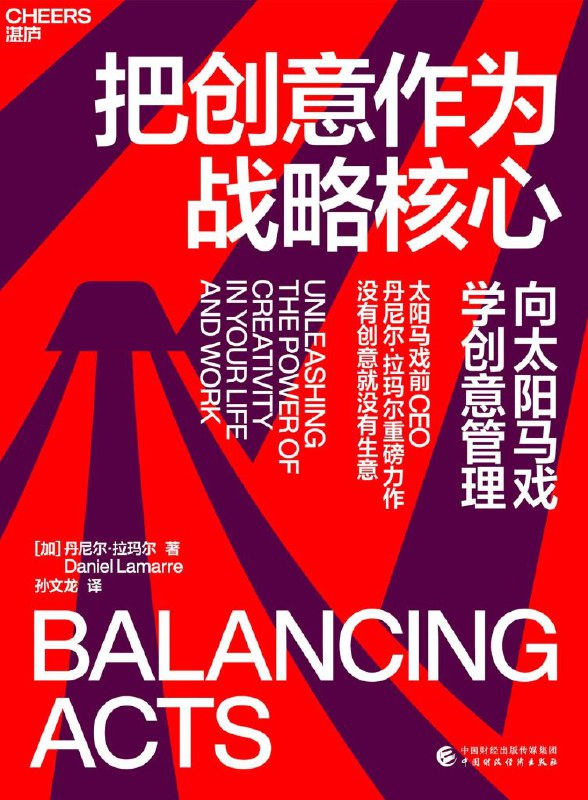 CHEERS
湛庐
把创意作为
战略核心
向太阳马戏
学创意管理
太阳马戏前CEO
丹尼尔·拉玛尔重磅力作
没有创意就没有生意
UNLEASHING
THE POWER OF
CREATIVITY
IN YOUR LIFE
AND WORK
[加]丹尼尔·拉玛尔 著
Daniel Lamarre
孙文龙 译
BALANCING
ACTS
中国财经出版传媒集团
中国财政经济出版社